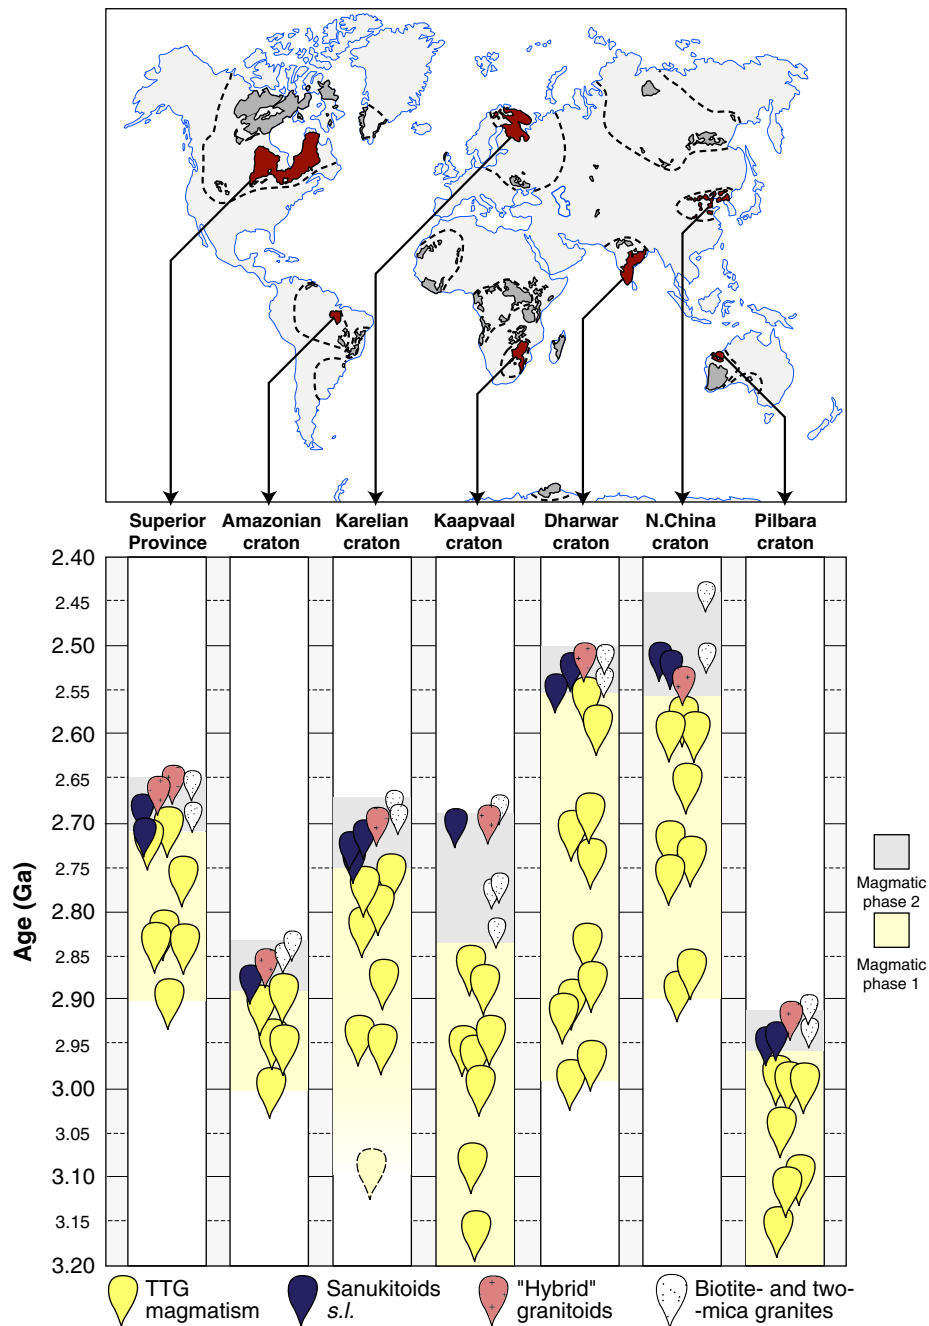 Superior
Province
Amazonian
craton
Karelian
craton
Kaapvaal
craton
Dharwar
craton
N.China
craton
Pilbara
craton
Age (Ga)
2.40
2.45
2.50
2.55
2.60
2.65
2.70
2.75
2.80
2.85
2.90
2.95
3.00
3.05
3.10
3.15
3.20
Magmatic
phase 2
Magmatic
phase 1
TTG
magmatism
Sanukitoids
s.l.
"Hybrid"
granitoids
Biotite- and two-
-mica granites